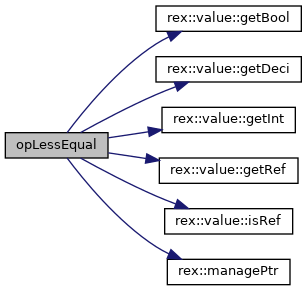 rex::value::getBool
rex::value::getDeci
rex::value::getInt
opLessEqual
rex::value::getRef
rex::value::isRef
rex::managePtr